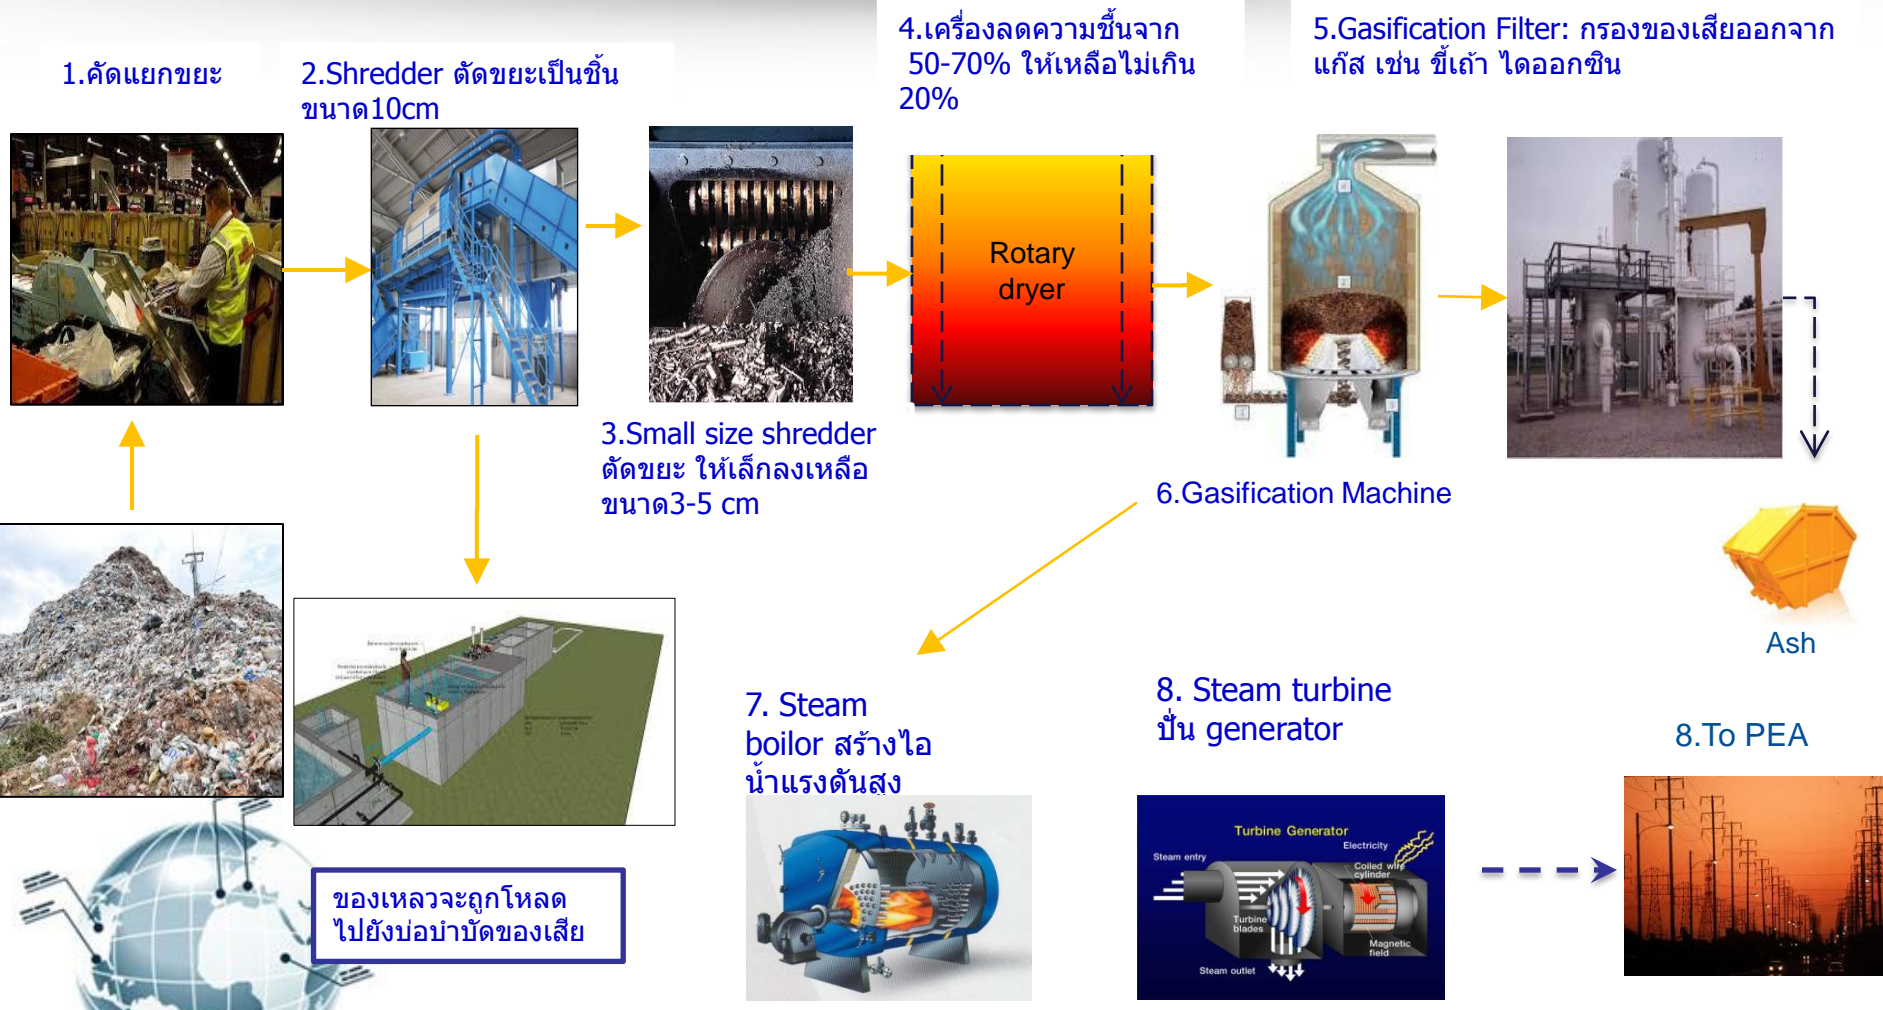 1.คัดแยกขยะ
2.Shredder ตัดขยะเป็นชิ้น
ขนาด10cm
4.เครื่องลดความชื้นจาก
50-70% ให้เหลือไม่เกิน
20%
5.Gasification Filter: กรองของเสียออกจาก
แก๊ส เช่น ขี้เถ้า ไดออกซิน
Rotary
dryer
3.Small size shredder
ตัดขยะ ให้เล็กลงเหลือ
ขนาด3-5 cm
6.Gasification Machine
Ash
7. Steam
boilor สร้างไอ
น้ำแรงดันสูง
8. Steam turbine
ปั่น generator
8.To PEA
ของเหลวจะถูกโหลด
ไปยังบ่อบำบัดของเสีย
Turbine Generator
Electricity
Steam entry
Coiled wire
cylinder
Turbine
blades
Magnetic
field
Steam outlet